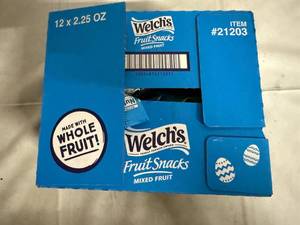 12 x 2.25 OZ
Welch's
Fruit Snacks
MIXED FRUIT
ITEM
#21203
MADE WITH
WHOLE
FRUIT!
Welch's
Fruit Snacks
MIXED FRUIT